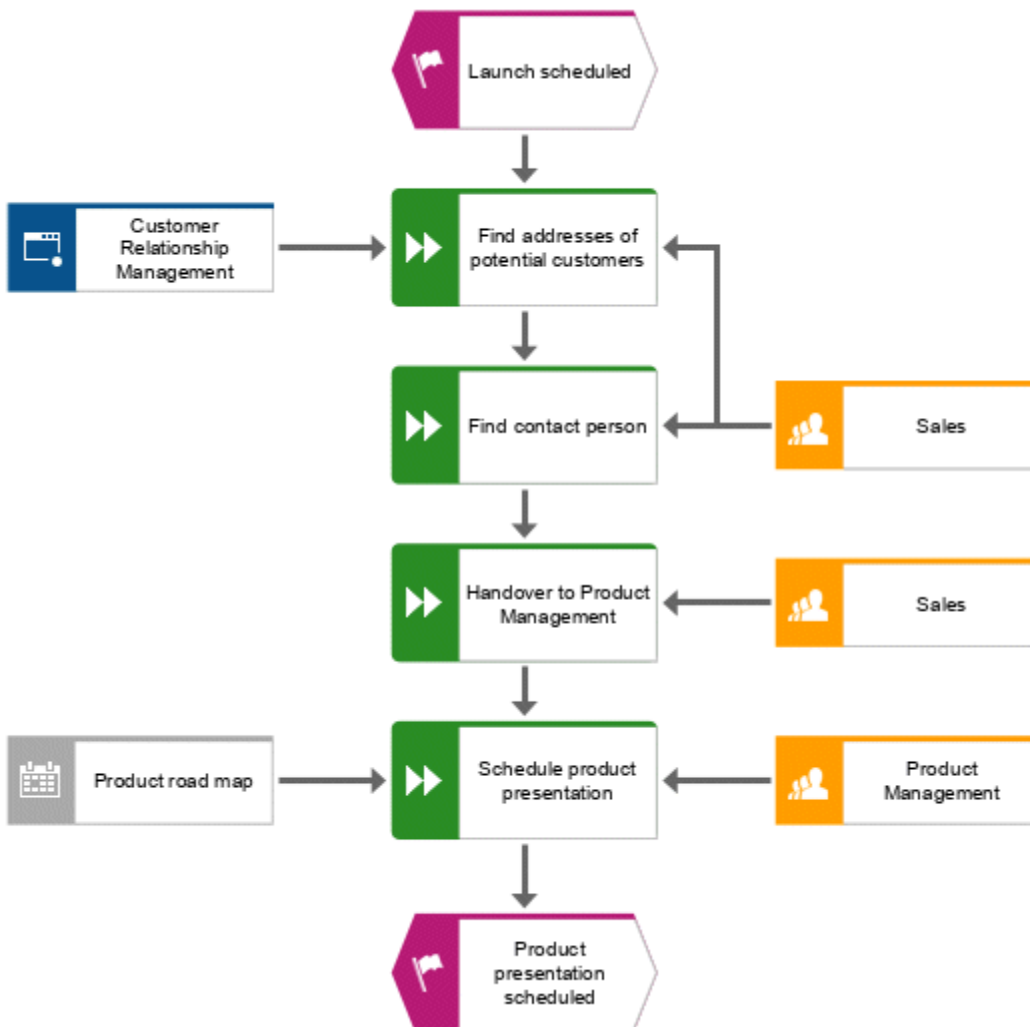 Launch scheduled
Customer
Relationship
Management
Find addresses of
potential customers
Find contact person
Sales
Handover to Product
Management
Sales
Product road map
Schedule product
presentation
Product
Management
Product
presentation
scheduled